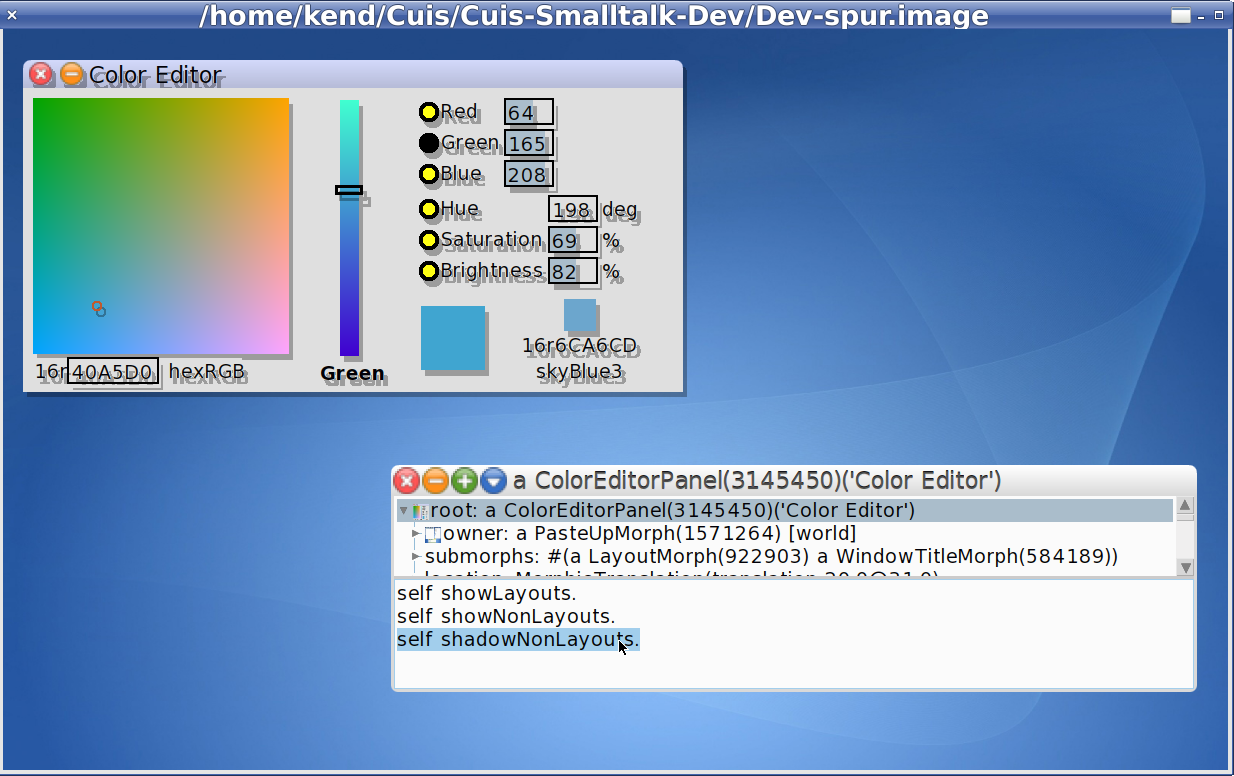 /home/kend/Cuis/Cuis-Smalltalk-Dev/Dev-spur.image
Color Editor
Red 64
Green 165
Blue 208
Hue 198 deg
Saturation 69 %
Brightness 82 %
16r6CA6CD
skyBlue3
16r 40A5D0 hexRGB
Green
a ColorEditorPanel(3145450)('Color Editor')
root: a ColorEditorPanel(3145450)('Color Editor')
owner: a PasteUpMorph(1571264) [world]
submorphs: #(a LayoutMorph(922903) a WindowTitleMorph(584189))
self showLayouts.
self showNonLayouts.
self shadowNonLayouts.